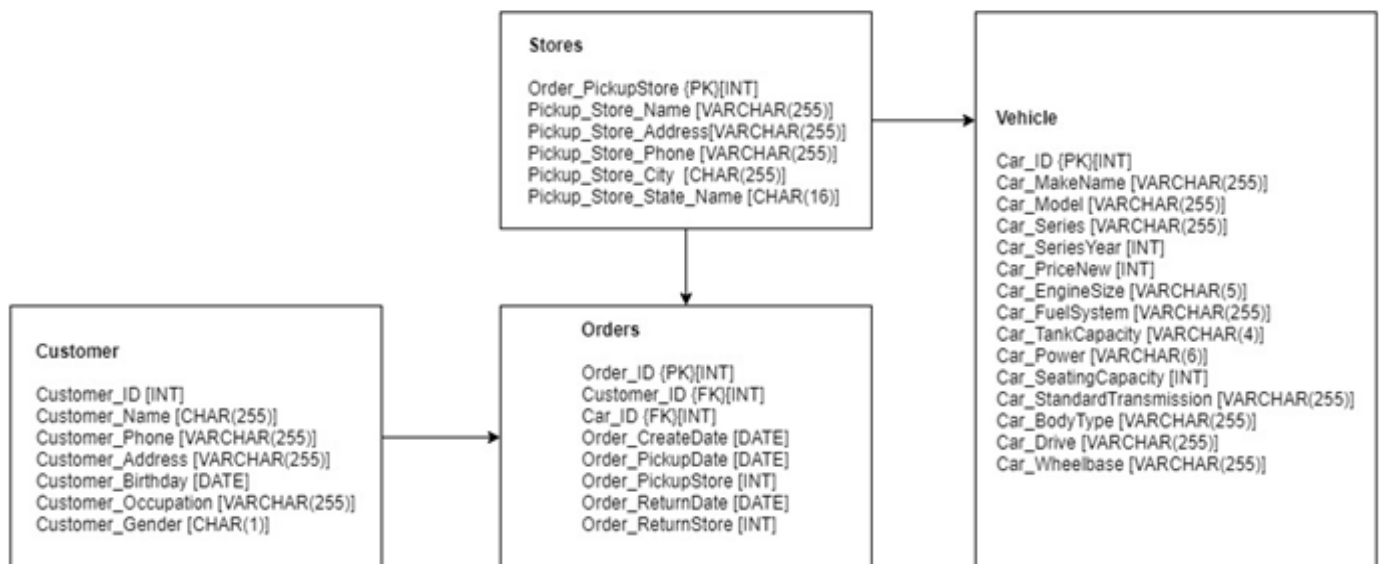 Stores
Order_PickupStore {PK}[INT]
Pickup_Store_Name [VARCHAR(255)]
Pickup_Store_Address[VARCHAR(255)]
Pickup_Store_Phone [VARCHAR(255)]
Pickup_Store_City [CHAR(255)]
Pickup_Store_State_Name [CHAR(16)]
Vehicle
Car_ID {PK}[INT]
Car_MakeName [VARCHAR(255)]
Car_Model [VARCHAR(255)]
Car_Series [VARCHAR(255)]
Car_SeriesYear [INT]
Car_PriceNew [INT]
Car_EngineSize [VARCHAR(5)]
Car_FuelSystem [VARCHAR(255)]
Car_TankCapacity [VARCHAR(4)]
Car_Power [VARCHAR(6)]
Car_SeatingCapacity [INT]
Car_StandardTransmission [VARCHAR(255)]
Car_BodyType [VARCHAR(255)]
Car_Drive [VARCHAR(255)]
Car_Wheelbase [VARCHAR(255)]
Customer
Customer_ID [INT]
Customer_Name [CHAR(255)]
Customer_Phone [VARCHAR(255)]
Customer_Address [VARCHAR(255)]
Customer_Birthday [DATE]
Customer_Occupation [VARCHAR(255)]
Customer_Gender [CHAR(1)]
Orders
Order_ID {PK}[INT]
Customer_ID {FK}[INT]
Car_ID {FK}[INT]
Order_CreateDate [DATE]
Order_PickupDate [DATE]
Order_PickupStore [INT]
Order_ReturnDate [DATE]
Order_ReturnStore [INT]